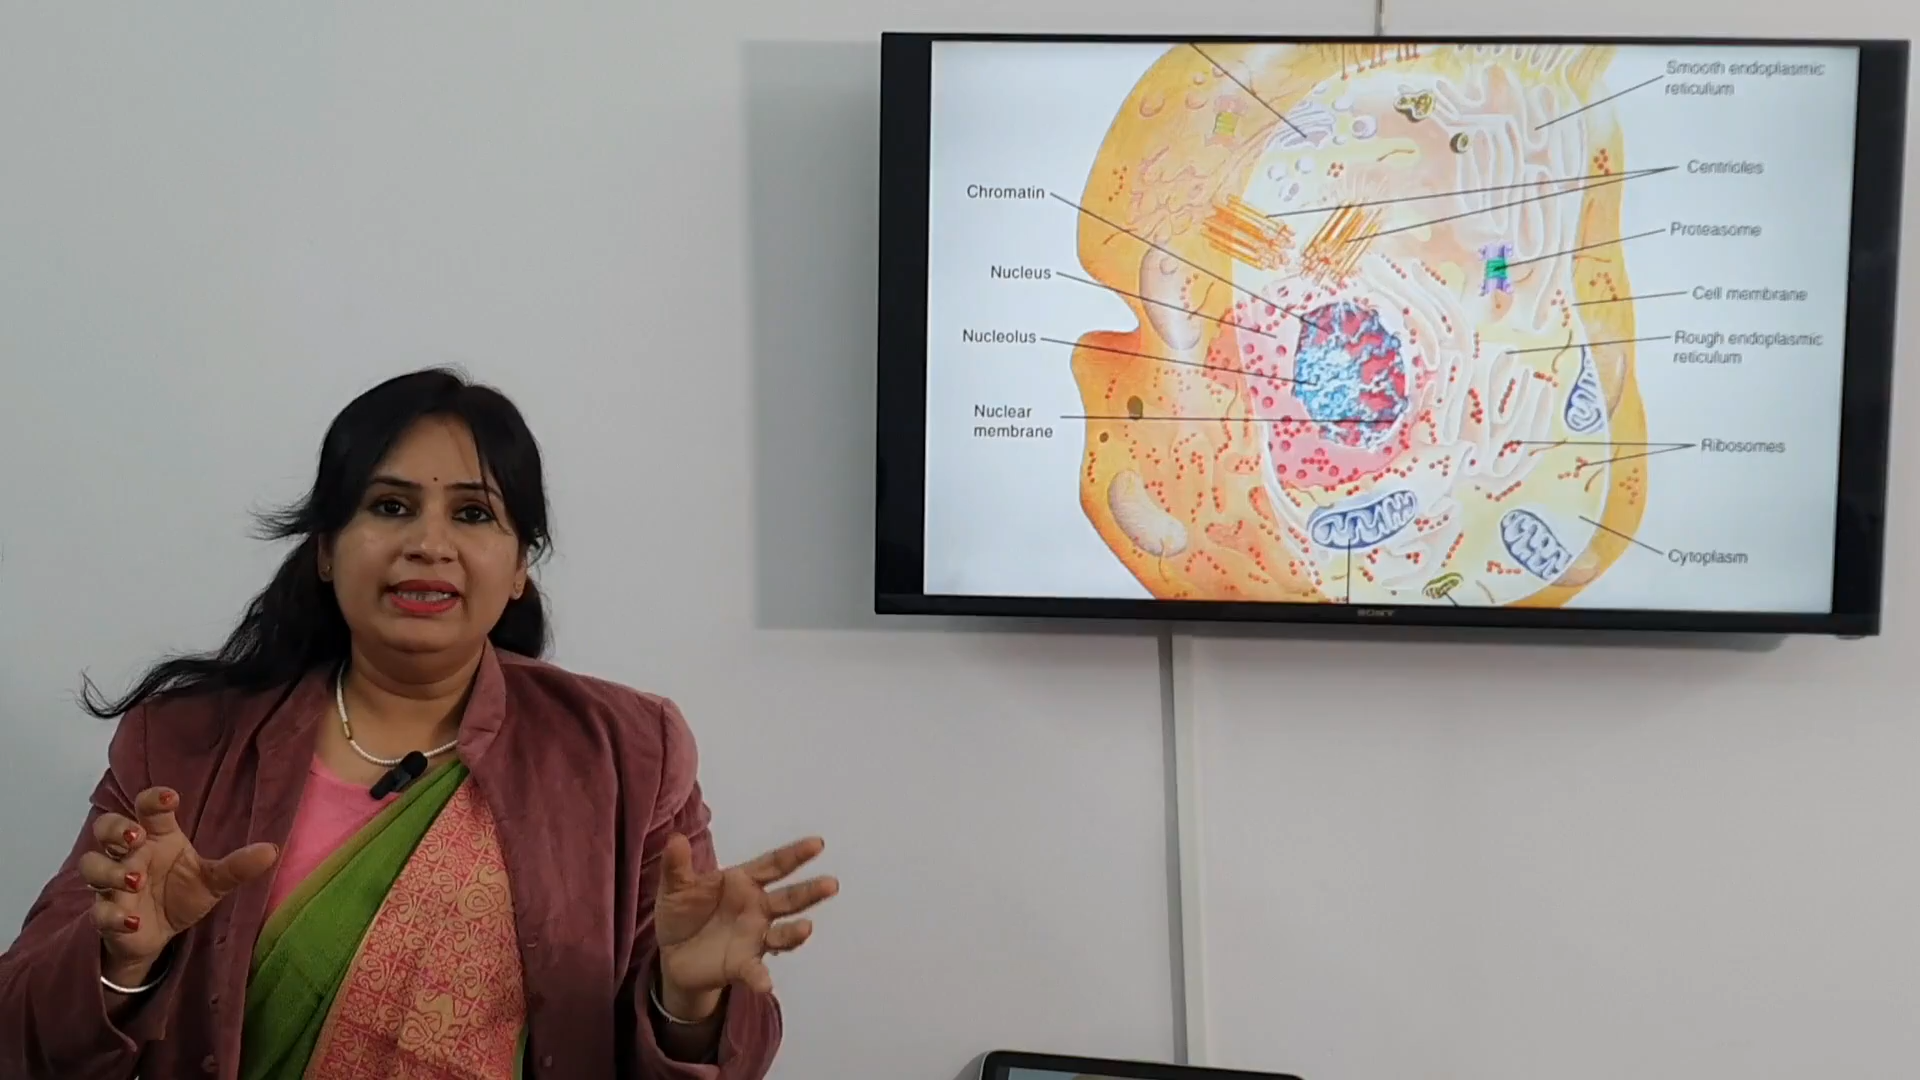 Chromatin
Nucleus
Nucleolus
Nuclear
membrane
Smooth endoplasmic
reticulum
Centrioles
Proteasome
Cell membrane
Rough endoplasmic
reticulum
Ribosomes
Cytoplasm
SONY